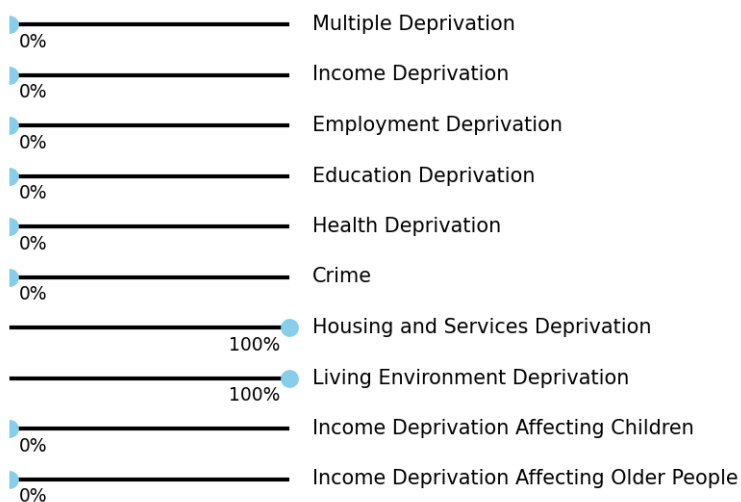 Multiple Deprivation
0%
Income Deprivation
0%
Employment Deprivation
0%
Education Deprivation
0%
Health Deprivation
0%
Crime
0%
Housing and Services Deprivation
100%
Living Environment Deprivation
100%
Income Deprivation Affecting Children
0%
Income Deprivation Affecting Older People
0%